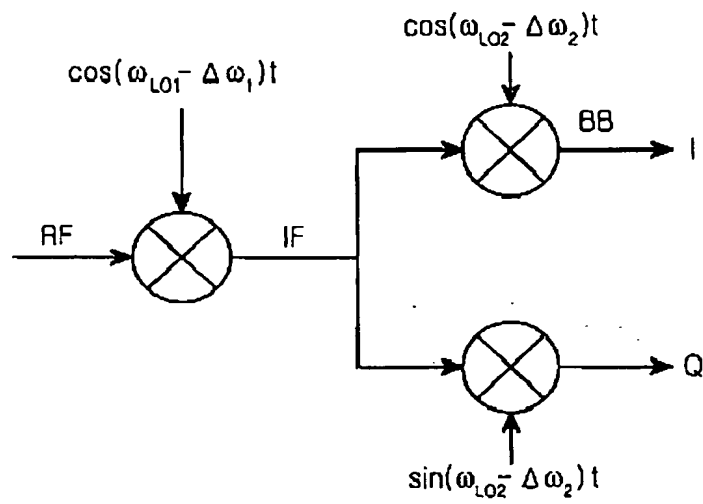 cos(ω_LO2 - Δω_2)t
cos(ω_LO1 - Δω_1)t
BB
I
RF
IF
Q
sin(ω_LO2 - Δω_2)t